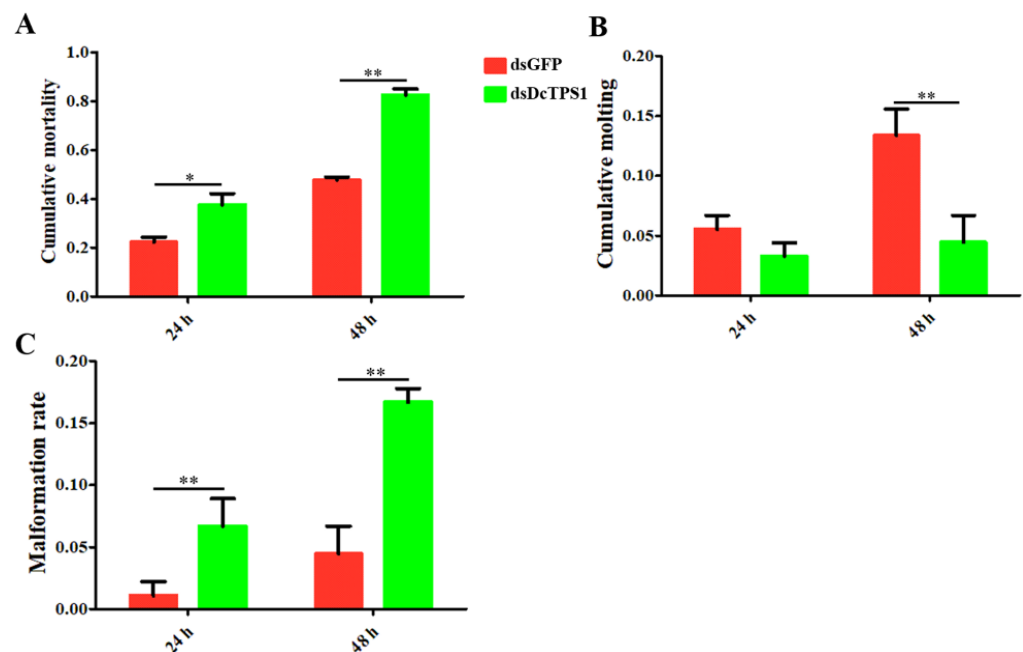 A
Cumulative mortality
1.0
0.8
0.6
0.4
0.2
0.0
*
**
24 h
48 h
dsGFP
dsDcTPS1
B
Cumulative molting
0.20
0.15
0.10
0.05
0.00
**
24 h
48 h
C
Malformation rate
0.20
0.15
0.10
0.05
0.00
**
**
24 h
48 h